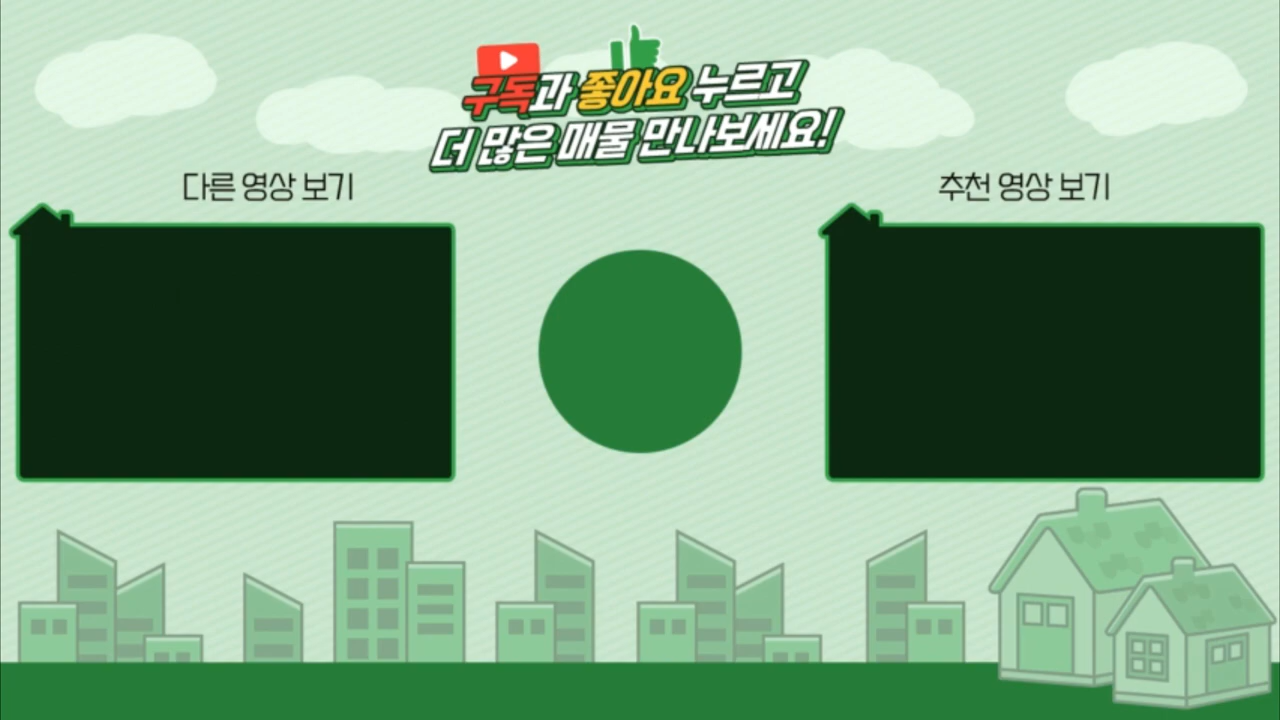 구독과 좋아요 누르고
더 많은 매물 만나보세요!
다른 영상 보기
추천 영상 보기